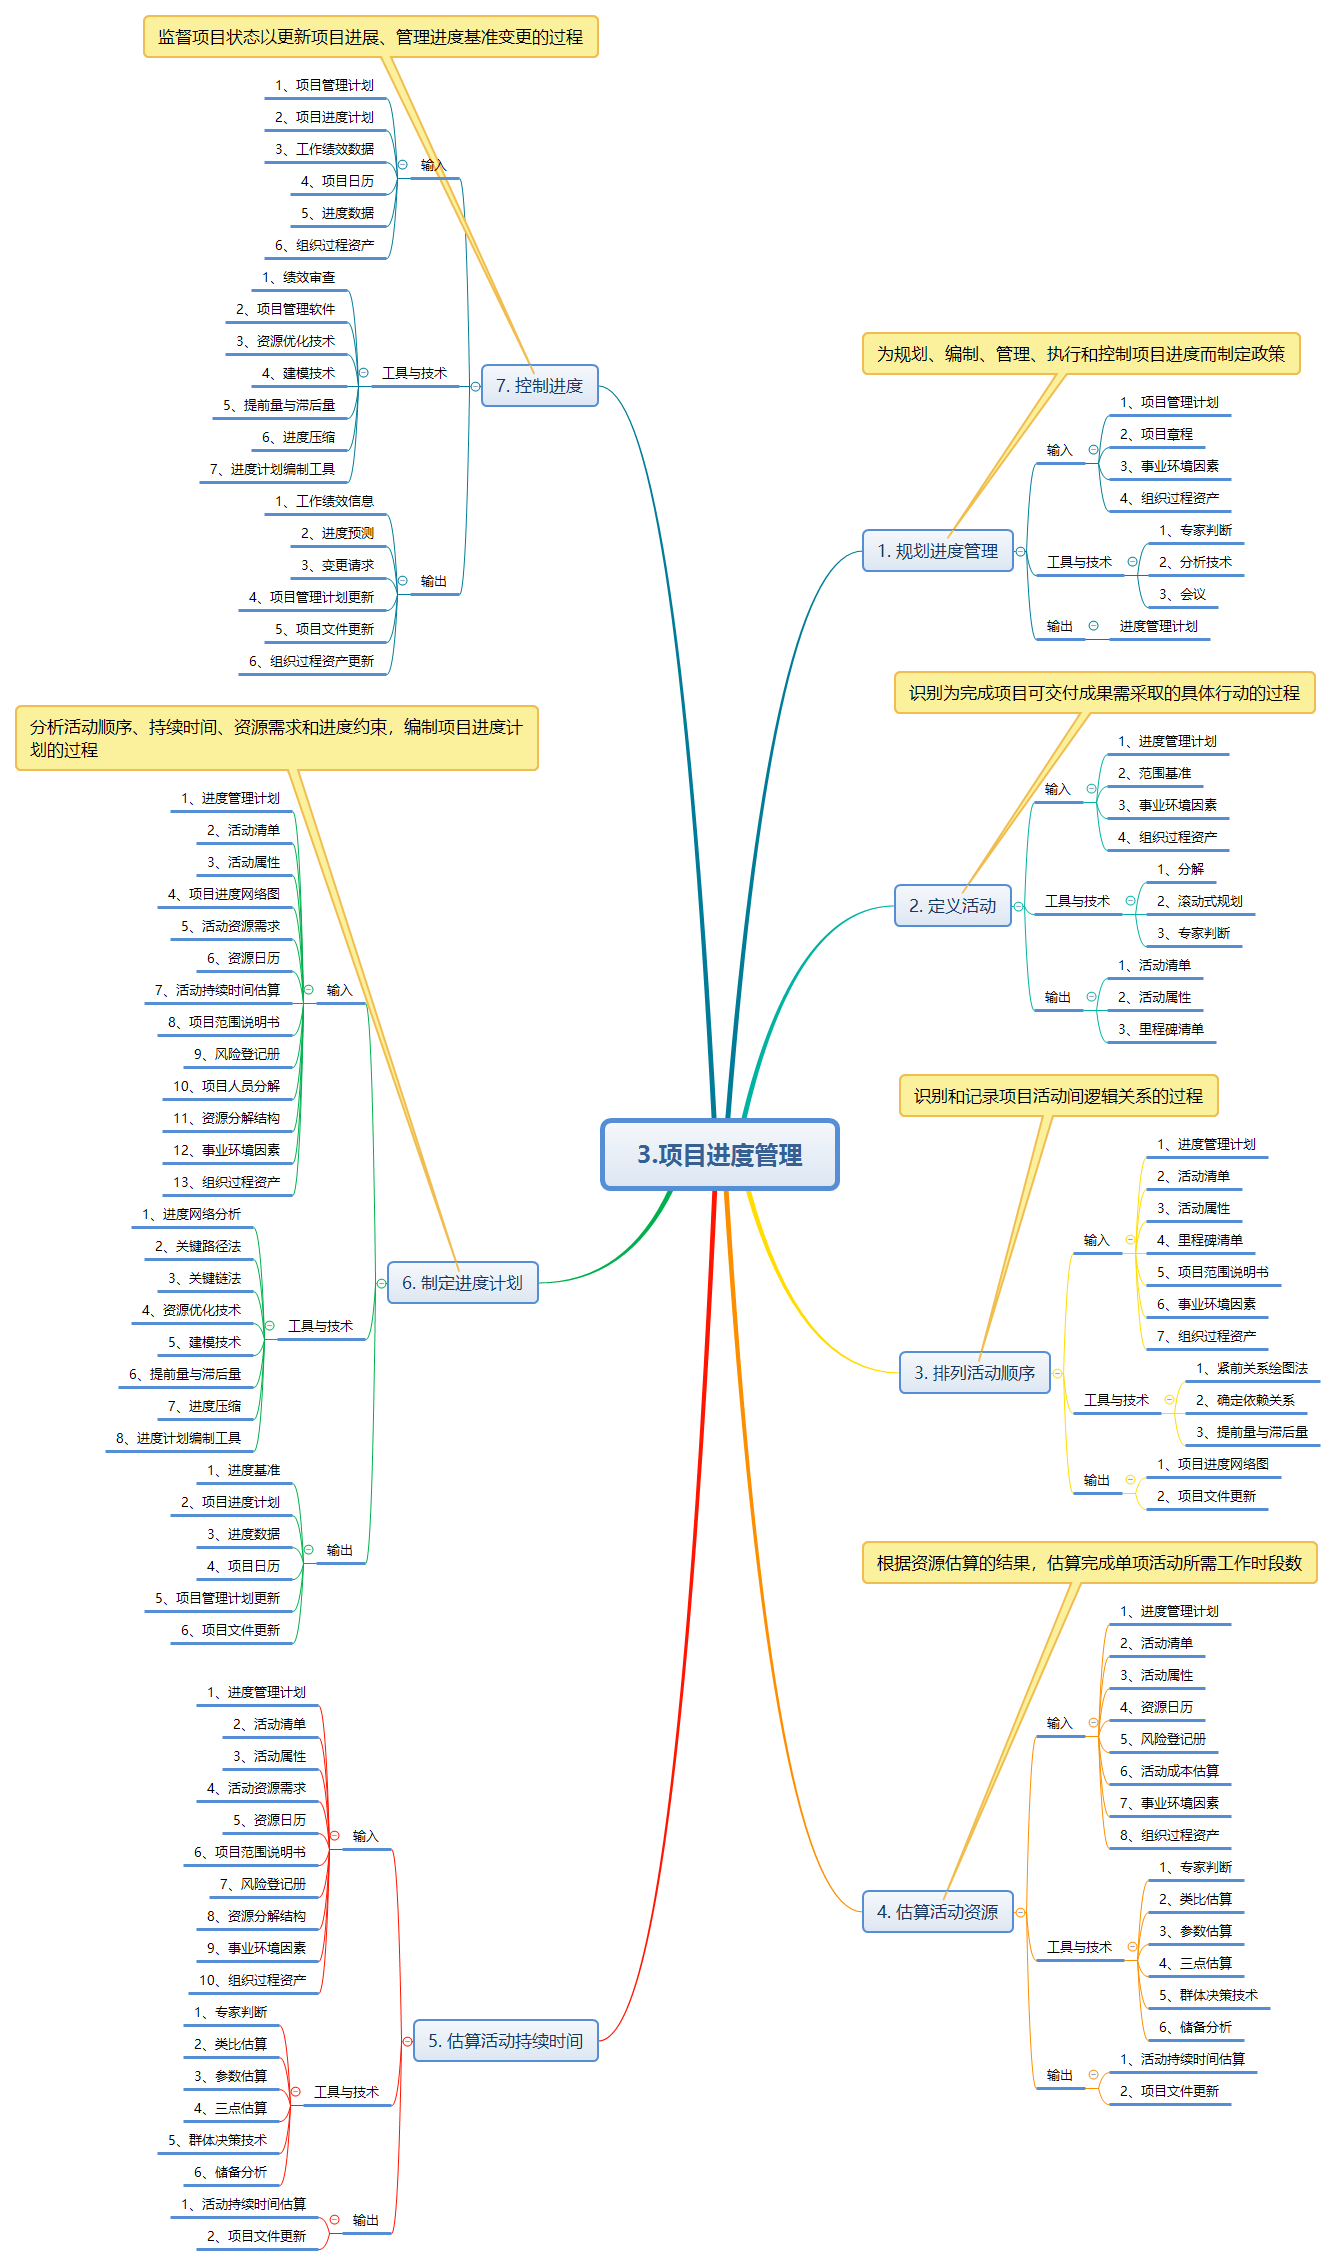 3.项目进度管理
为规划、编制、管理、执行和控制项目进度而制定政策
1. 规划进度管理
输入
1、项目管理计划
2、项目章程
3、事业环境因素
4、组织过程资产
工具与技术
1、专家判断
2、分析技术
3、会议
输出
进度管理计划
识别为完成项目可交付成果需采取的具体行动的过程
2. 定义活动
输入
1、进度管理计划
2、范围基准
3、事业环境因素
4、组织过程资产
工具与技术
1、分解
2、滚动式规划
3、专家判断
输出
1、活动清单
2、活动属性
3、里程碑清单
识别和记录项目活动间逻辑关系的过程
3. 排列活动顺序
输入
1、进度管理计划
2、活动清单
3、活动属性
4、里程碑清单
5、项目范围说明书
6、事业环境因素
7、组织过程资产
工具与技术
1、紧前关系绘图法
2、确定依赖关系
3、提前量与滞后量
输出
1、项目进度网络图
2、项目文件更新
根据资源估算的结果，估算完成单项活动所需工作时段数
4. 估算活动资源
输入
1、进度管理计划
2、活动清单
3、活动属性
4、资源日历
5、风险登记册
6、活动成本估算
7、事业环境因素
8、组织过程资产
工具与技术
1、专家判断
2、类比估算
3、参数估算
4、三点估算
5、群体决策技术
6、储备分析
输出
1、活动持续时间估算
2、项目文件更新
5. 估算活动持续时间
输入
1、进度管理计划
2、活动清单
3、活动属性
4、活动资源需求
5、资源日历
6、项目范围说明书
7、风险登记册
8、资源分解结构
9、事业环境因素
10、组织过程资产
工具与技术
1、专家判断
2、类比估算
3、参数估算
4、三点估算
5、群体决策技术
6、储备分析
输出
1、活动持续时间估算
2、项目文件更新
分析活动顺序、持续时间、资源需求和进度约束，编制项目进度计
划的过程
6. 制定进度计划
输入
1、进度管理计划
2、活动清单
3、活动属性
4、项目进度网络图
5、活动资源需求
6、资源日历
7、活动持续时间估算
8、项目范围说明书
9、风险登记册
10、项目人员分解
11、资源分解结构
12、事业环境因素
13、组织过程资产
工具与技术
1、进度网络分析
2、关键路径法
3、关键链法
4、资源优化技术
5、建模技术
6、提前量与滞后量
7、进度压缩
8、进度计划编制工具
输出
1、进度基准
2、项目进度计划
3、进度数据
4、项目日历
5、项目管理计划更新
6、项目文件更新
监督项目状态以更新项目进展、管理进度基准变更的过程
7. 控制进度
输入
1、项目管理计划
2、项目进度计划
3、工作绩效数据
4、项目日历
5、进度数据
6、组织过程资产
工具与技术
1、绩效审查
2、项目管理软件
3、资源优化技术
4、建模技术
5、提前量与滞后量
6、进度压缩
7、进度计划编制工具
输出
1、工作绩效信息
2、进度预测
3、变更请求
4、项目管理计划更新
5、项目文件更新
6、组织过程资产更新